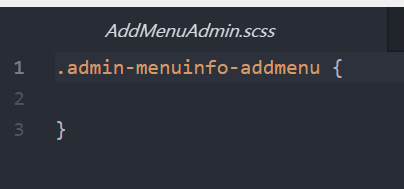 AddMenuAdmin.scss
1 .admin-menuinfo-addmenu {
2
3 }